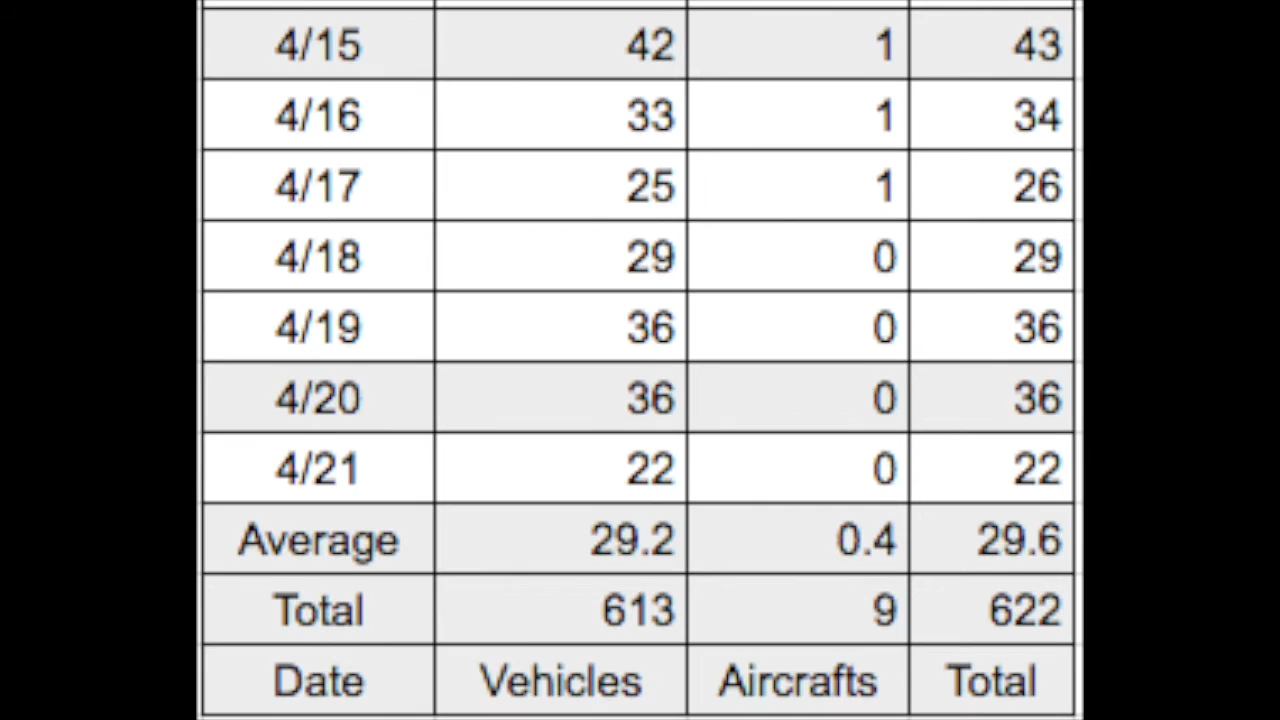 4/15 42 1 43
4/16 33 1 34
4/17 25 1 26
4/18 29 0 29
4/19 36 0 36
4/20 36 0 36
4/21 22 0 22
Average 29.2 0.4 29.6
Total 613 9 622
Date Vehicles Aircrafts Total